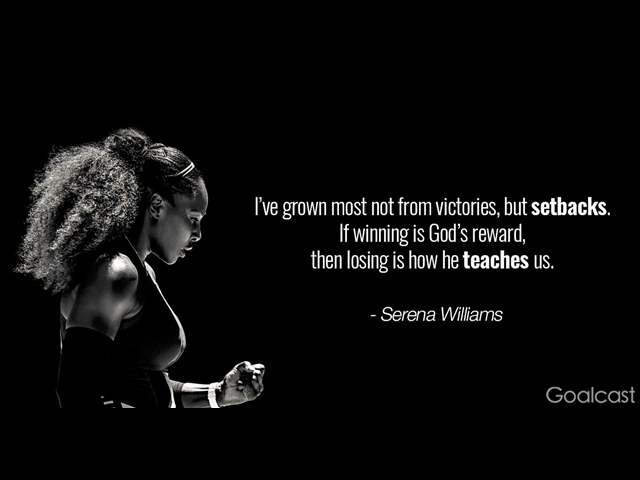 I've grown most not from victories, but setbacks.
If winning is God's reward,
then losing is how he teaches us.
- Serena Williams
Goalcast